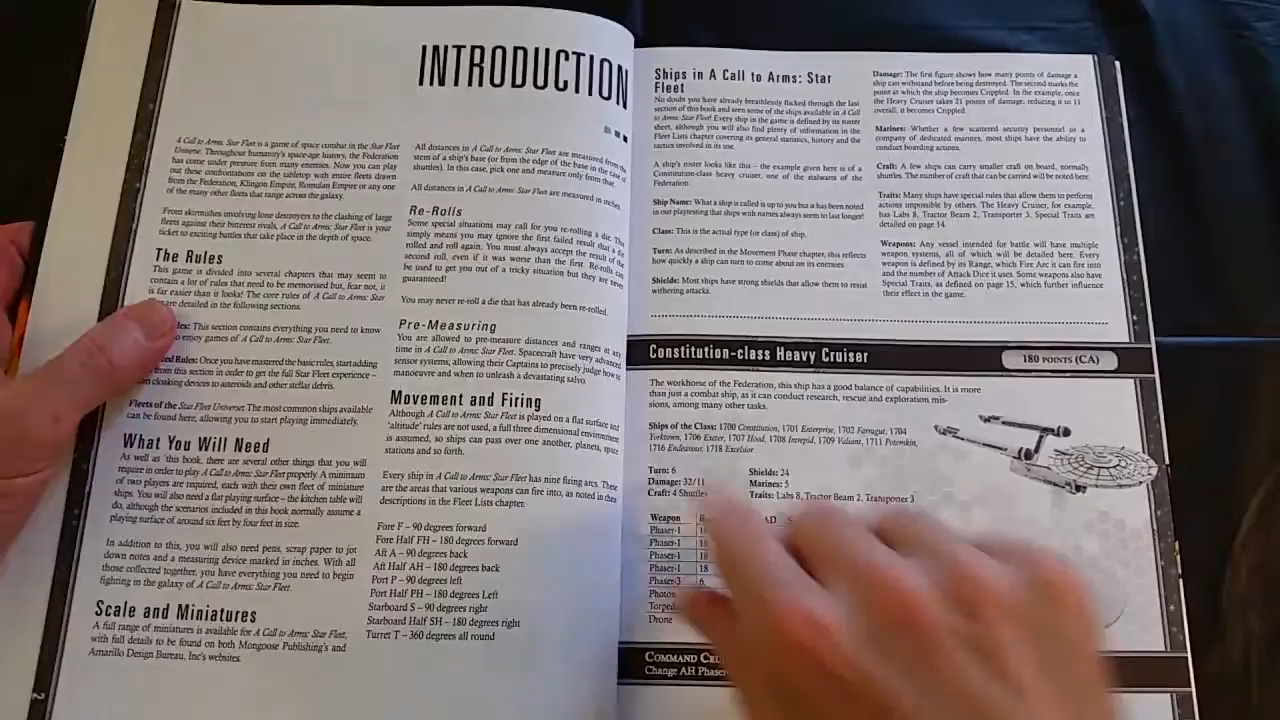 INTRODUCTION
A Call to Arms: Star Fleet is a game of space combat in the Star Fleet
Universe. Throughout humanity's space-age history, the Federation
has come under pressure from many enemies. Now you can play
out these confrontations on the tabletop with entire fleets drawn
from the Federation, Klingon Empire, Romulan Empire or any one
of the many other fleets that range across the galaxy.
From skirmishes involving lone destroyers to the clashing of large
fleets against their bitterest rivals, A Call to Arms: Star Fleet is your
ticket to exciting battles that take place in the depth of space.
The Rules
This game is divided into several chapters that may seem to
contain a lot of rules that need to be memorised but, fear not, it
is far easier than it looks! The core rules of A Call to Arms: Star
are detailed in the following sections.
This section contains everything you need to know
enjoy games of A Call to Arms: Star Fleet.
Rules: Once you have mastered the basic rules, start adding
from this section in order to get the full Star Fleet experience –
cloaking devices to asteroids and other stellar debris.
Fleets of the Star Fleet Universe: The most common ships available
can be found here, allowing you to start playing immediately.
What You Will Need
As well as this book, there are several other things that you will
require in order to play A Call to Arms: Star Fleet properly. A minimum
of two players are required, each with their own fleet of miniature
ships. You will also need a flat playing surface – the kitchen table will
do, although the scenarios included in this book normally assume a
playing surface of around six feet by four feet in size.
In addition to this, you will also need pens, scrap paper to jot
down notes and a measuring device marked in inches. With all
those collected together, you have everything you need to begin
fighting in the galaxy of A Call to Arms: Star Fleet.
Scale and Miniatures
A full range of miniatures is available for A Call to Arms: Star Fleet,
with full details to be found on both Mongoose Publishing's and
Amarillo Design Bureau, Inc's websites.
2
All distances in A Call to Arms: Star Fleet are measured from the
stem of a ship's base (or from the edge of the base in the case of
shuttles). In this case, pick one and measure only from that.
All distances in A Call to Arms: Star Fleet are measured in inches.
Re-Rolls
Some special situations may call for you re-rolling a die. This
simply means you may ignore the first failed result that a die
rolled and roll again. You must always accept the result of the
second roll, even if it was worse than the first. Re-rolls can
be used to get you out of a tricky situation but they are never
guaranteed!
You may never re-roll a die that has already been re-rolled.
Pre-Measuring
You are allowed to pre-measure distances and ranges at any
time in A Call to Arms: Star Fleet. Spacecraft have very advanced
sensor systems, allowing their Captains to precisely judge how to
manoeuvre and when to unleash a devastating salvo.
Movement and Firing
Although A Call to Arms: Star Fleet is played on a flat surface and
'altitude' rules are not used, a full three dimensional environment
is assumed, so ships can pass over one another, planets, space
stations and so forth.
Every ship in A Call to Arms: Star Fleet has nine firing arcs. These
are the areas that various weapons can fire into, as noted in their
descriptions in the Fleet Lists chapter.
Fore F – 90 degrees forward
Fore Half FH – 180 degrees forward
Aft A – 90 degrees back
Aft Half AH – 180 degrees back
Port P – 90 degrees left
Port Half PH – 180 degrees Left
Starboard S – 90 degrees right
Starboard Half SH – 180 degrees right
Turret T – 360 degrees all round
Ships in A Call to Arms: Star
Fleet
No doubt you have already breathlessly flicked through the last
section of this book and seen some of the ships available in A Call
to Arms: Star Fleet! Every ship in the game is defined by its roster
sheet, although you will also find plenty of information in the
Fleet Lists chapter covering its general statistics, history and the
tactics involved in its use.
A ship's roster looks like this – the example given here is of a
Constitution-class heavy cruiser, one of the stalwarts of the
Federation.
Ship Name: What a ship is called is up to you but it has been noted
in our playtesting that ships with names always seem to last longer!
Class: This is the actual type (or class) of ship.
Turn: As described in the Movement Phase chapter, this reflects
how quickly a ship can turn to come about on its enemies.
Shields: Most ships have strong shields that allow them to resist
withering attacks.
Damage: The first figure shows how many points of damage a
ship can withstand before being destroyed. The second marks the
point at which the ship becomes Crippled. In the example, once
the Heavy Cruiser takes 21 points of damage, reducing it to 11
overall, it becomes Crippled.
Marines: Whether a few scattered security personnel or a
company of dedicated marines, most ships have the ability to
conduct boarding actions.
Craft: A few ships can carry smaller craft on board, normally
shuttles. The number of craft that can be carried will be noted here.
Traits: Many ships have special rules that allow them to perform
actions impossible by others. The Heavy Cruiser, for example,
has Labs 8, Tractor Beam 2, Transporter 3. Special Traits are
detailed on page 14.
Weapons: Any vessel intended for battle will have multiple
weapon systems, all of which will be detailed here. Every
weapon is defined by its Range, which Fire Arc it can fire into
and the number of Attack Dice it uses. Some weapons also have
Special Traits, as defined on page 15, which further influence
their effect in the game.
Constitution-class Heavy Cruiser 180 POINTS (CA)
The workhorse of the Federation, this ship has a good balance of capabilities. It is more
than just a combat ship, as it can conduct research, rescue and exploration mis-
sions, among many other tasks.
Ships of the Class: 1700 Constitution, 1701 Enterprise, 1702 Farragut, 1704
Yorktown, 1706 Exeter, 1707 Hood, 1708 Intrepid, 1709 Valiant, 1711 Potemkin,
1716 Endeavour, 1718 Excelsior
Turn: 6 Shields: 24
Damage: 32/11 Marines: 5
Craft: 4 Shuttles Traits: Labs 8, Tractor Beam 2, Transporter 3
Weapon AD
Phaser-1
Phaser-1 18
Phaser-1 18
Phaser-1 18
Phaser-3 6
Photon
Drone
COMMAND
Change AH Phaser